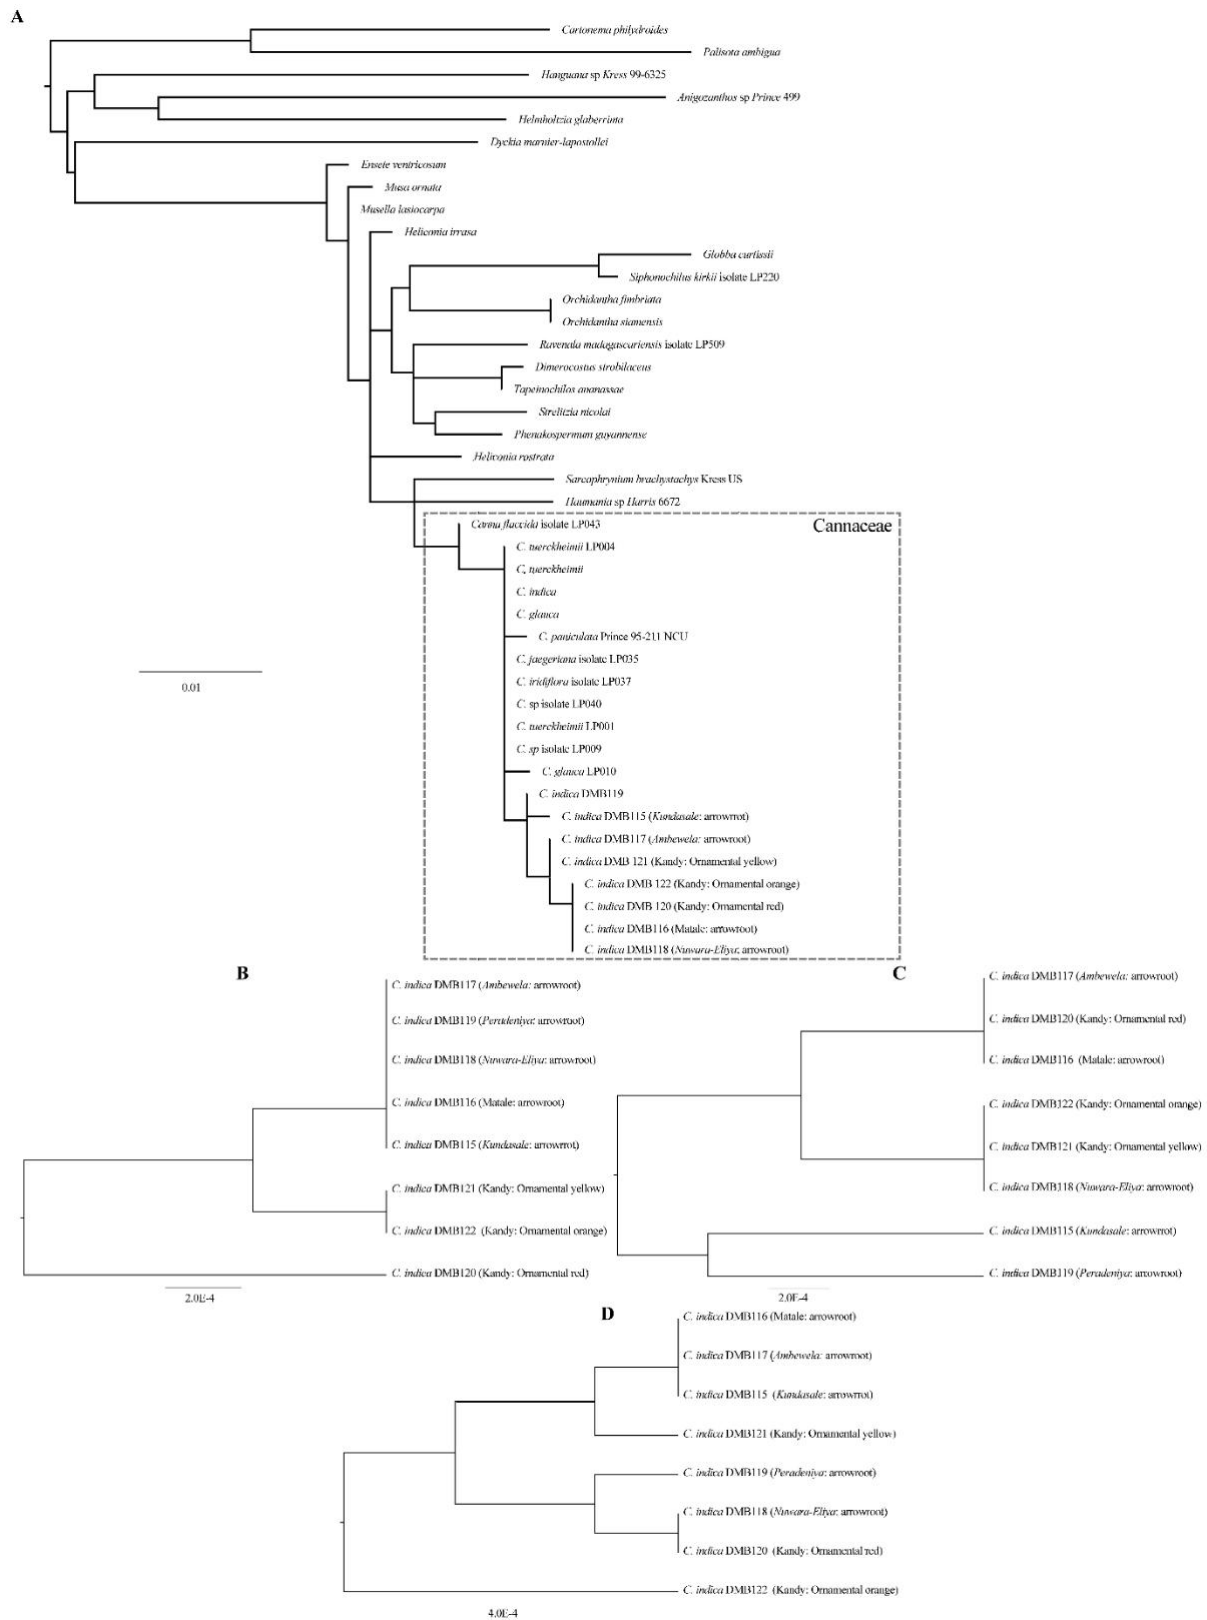 A
Cartonema philydroides
Palisota ambigua
Hanguana sp Kress 99-6325
Anigozanthos sp Prince 499
Helmholtzia glaberrima
Dyckia marnier-lapostollei
Ensete ventricosum
Musa ornata
Musella lasiocarpa
Heliconia irrasa
Globba curtisii
Siphonochilus kirkii isolate LP220
Orchidantha fimbriata
Orchidantha siamensis
Ravenala madagascariensis isolate LP509
Dimerocostus strobilaceus
Tapeinochilos ananassae
Strelitzia nicolai
Phenakospermum guyannense
Heliconia rostrata
Sarcophrynium brachystachys Kress US
Haumania sp Harris 6672
Cannaceae
Canna flaccida isolate LP043
C. tuerckheimii LP004
C, tuerckheimii
C. indica
C. glauca
C. paniculata Prince 95-211 NCU
C. jaegeriana isolate LP035
C. iridiflora isolate LP037
C. sp isolate LP040
C. tuerckheimii LP001
C. sp isolate LP009
C. glauca LP010
C. indica DMB119
C. indica DMB115 (Kundasale: arrowrrot)
C. indica DMB117 (Ambewela: arrowroot)
C. indica DMB 121 (Kandy: Ornamental yellow)
C. indica DMB 122 (Kandy: Ornamental orange)
C. indica DMB 120 (Kandy: Ornamental red)
C. indica DMB116 (Matale: arrowroot)
C. indica DMB118 (Nuwara-Eliya: arrowroot)
0.01
B
C. indica DMB117 (Ambewela: arrowroot)
C. indica DMB119 (Peradeniya: arrowroot)
C. indica DMB118 (Nuwara-Eliya: arrowroot)
C. indica DMB116 (Matale: arrowroot)
C. indica DMB115 (Kundasale: arrowrrot)
C. indica DMB121 (Kandy: Ornamental yellow)
C. indica DMB122 (Kandy: Ornamental orange)
C. indica DMB120 (Kandy: Ornamental red)
2.0E-4
C
C. indica DMB117 (Ambewela: arrowroot)
C. indica DMB120 (Kandy: Ornamental red)
C. indica DMB116 (Matale: arrowroot)
C. indica DMB122 (Kandy: Ornamental orange)
C. indica DMB121 (Kandy: Ornamental yellow)
C. indica DMB118 (Nuwara-Eliya: arrowroot)
C. indica DMB115 (Kundasale: arrowrrot)
C. indica DMB119 (Peradeniya: arrowroot)
2.0E-4
D
C. indica DMB116 (Matale: arrowroot)
C. indica DMB117 (Ambewela: arrowroot)
C. indica DMB115 (Kundasale: arrowrrot)
C. indica DMB121 (Kandy: Ornamental yellow)
C. indica DMB119 (Peradeniya: arrowroot)
C. indica DMB118 (Nuwara-Eliya: arrowroot)
C. indica DMB120 (Kandy: Ornamental red)
C. indica DMB122 (Kandy: Ornamental orange)
4.0E-4